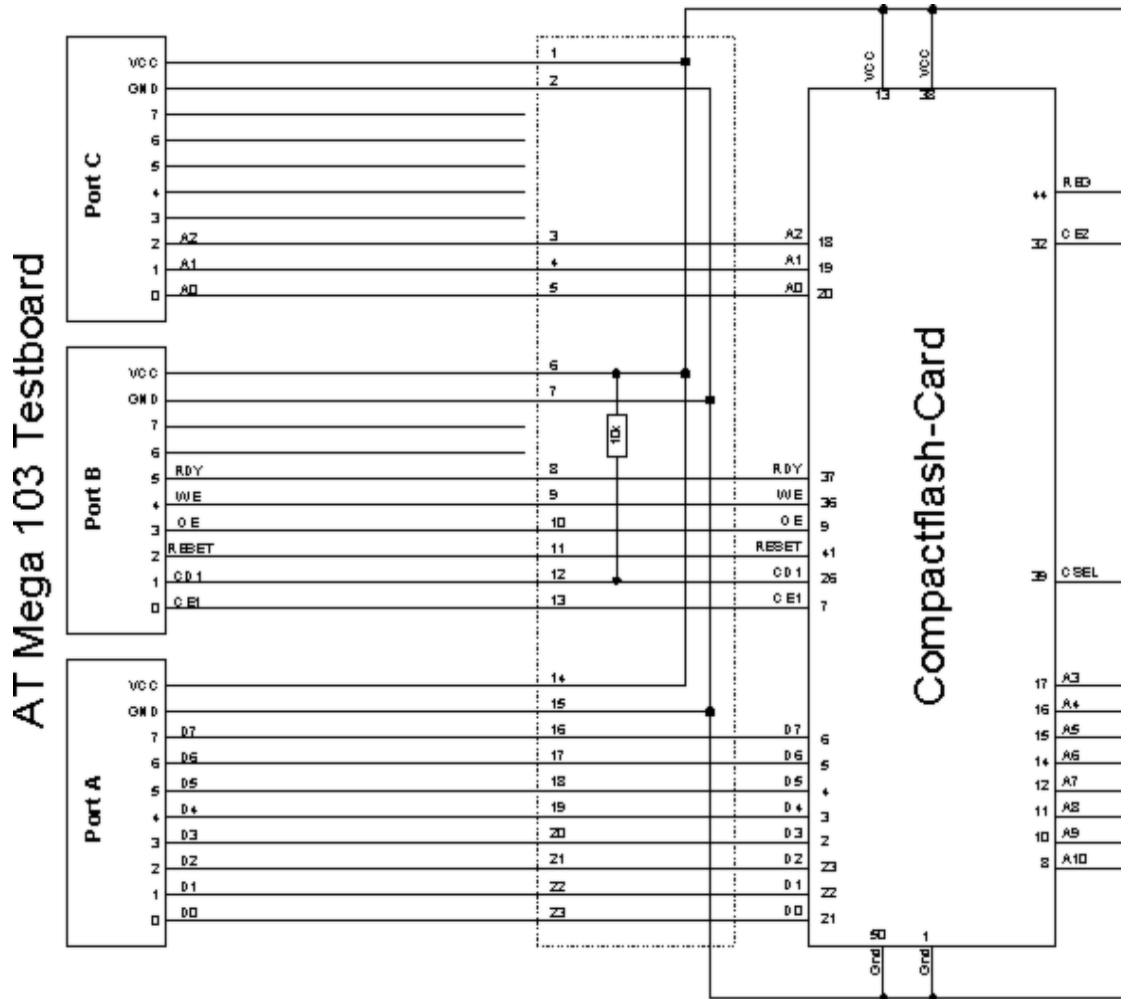 AT Mega 103 Testboard
Port C
VCC 1
GND 2
7
6
5
4
3
2 A2 3 A2 18
1 A1 4 A1 19
0 A0 5 A0 20
Port B
VCC 6
GND 7
7
6
10k
5 RDY 8 RDY 37
4 WE 9 WE 36
3 OE 10 OE 9
2 RESET 11 RESET 41
1 CD1 12 CD1 26
0 CE1 13 CE1 7
Port A
VCC 14
GND 15
7 D7 16 D7 6
6 D6 17 D6 5
5 D5 18 D5 4
4 D4 19 D4 3
3 D3 20 D3 2
2 D2 21 D2 23
1 D1 22 D1 22
0 D0 23 D0 21
Compactflash-Card
VCC VCC
13 38
44 REG
32 CE2
39 CSEL
17 A3
16 A4
15 A5
14 A6
12 A7
11 A8
10 A9
8 A10
50 1
Gnd Gnd